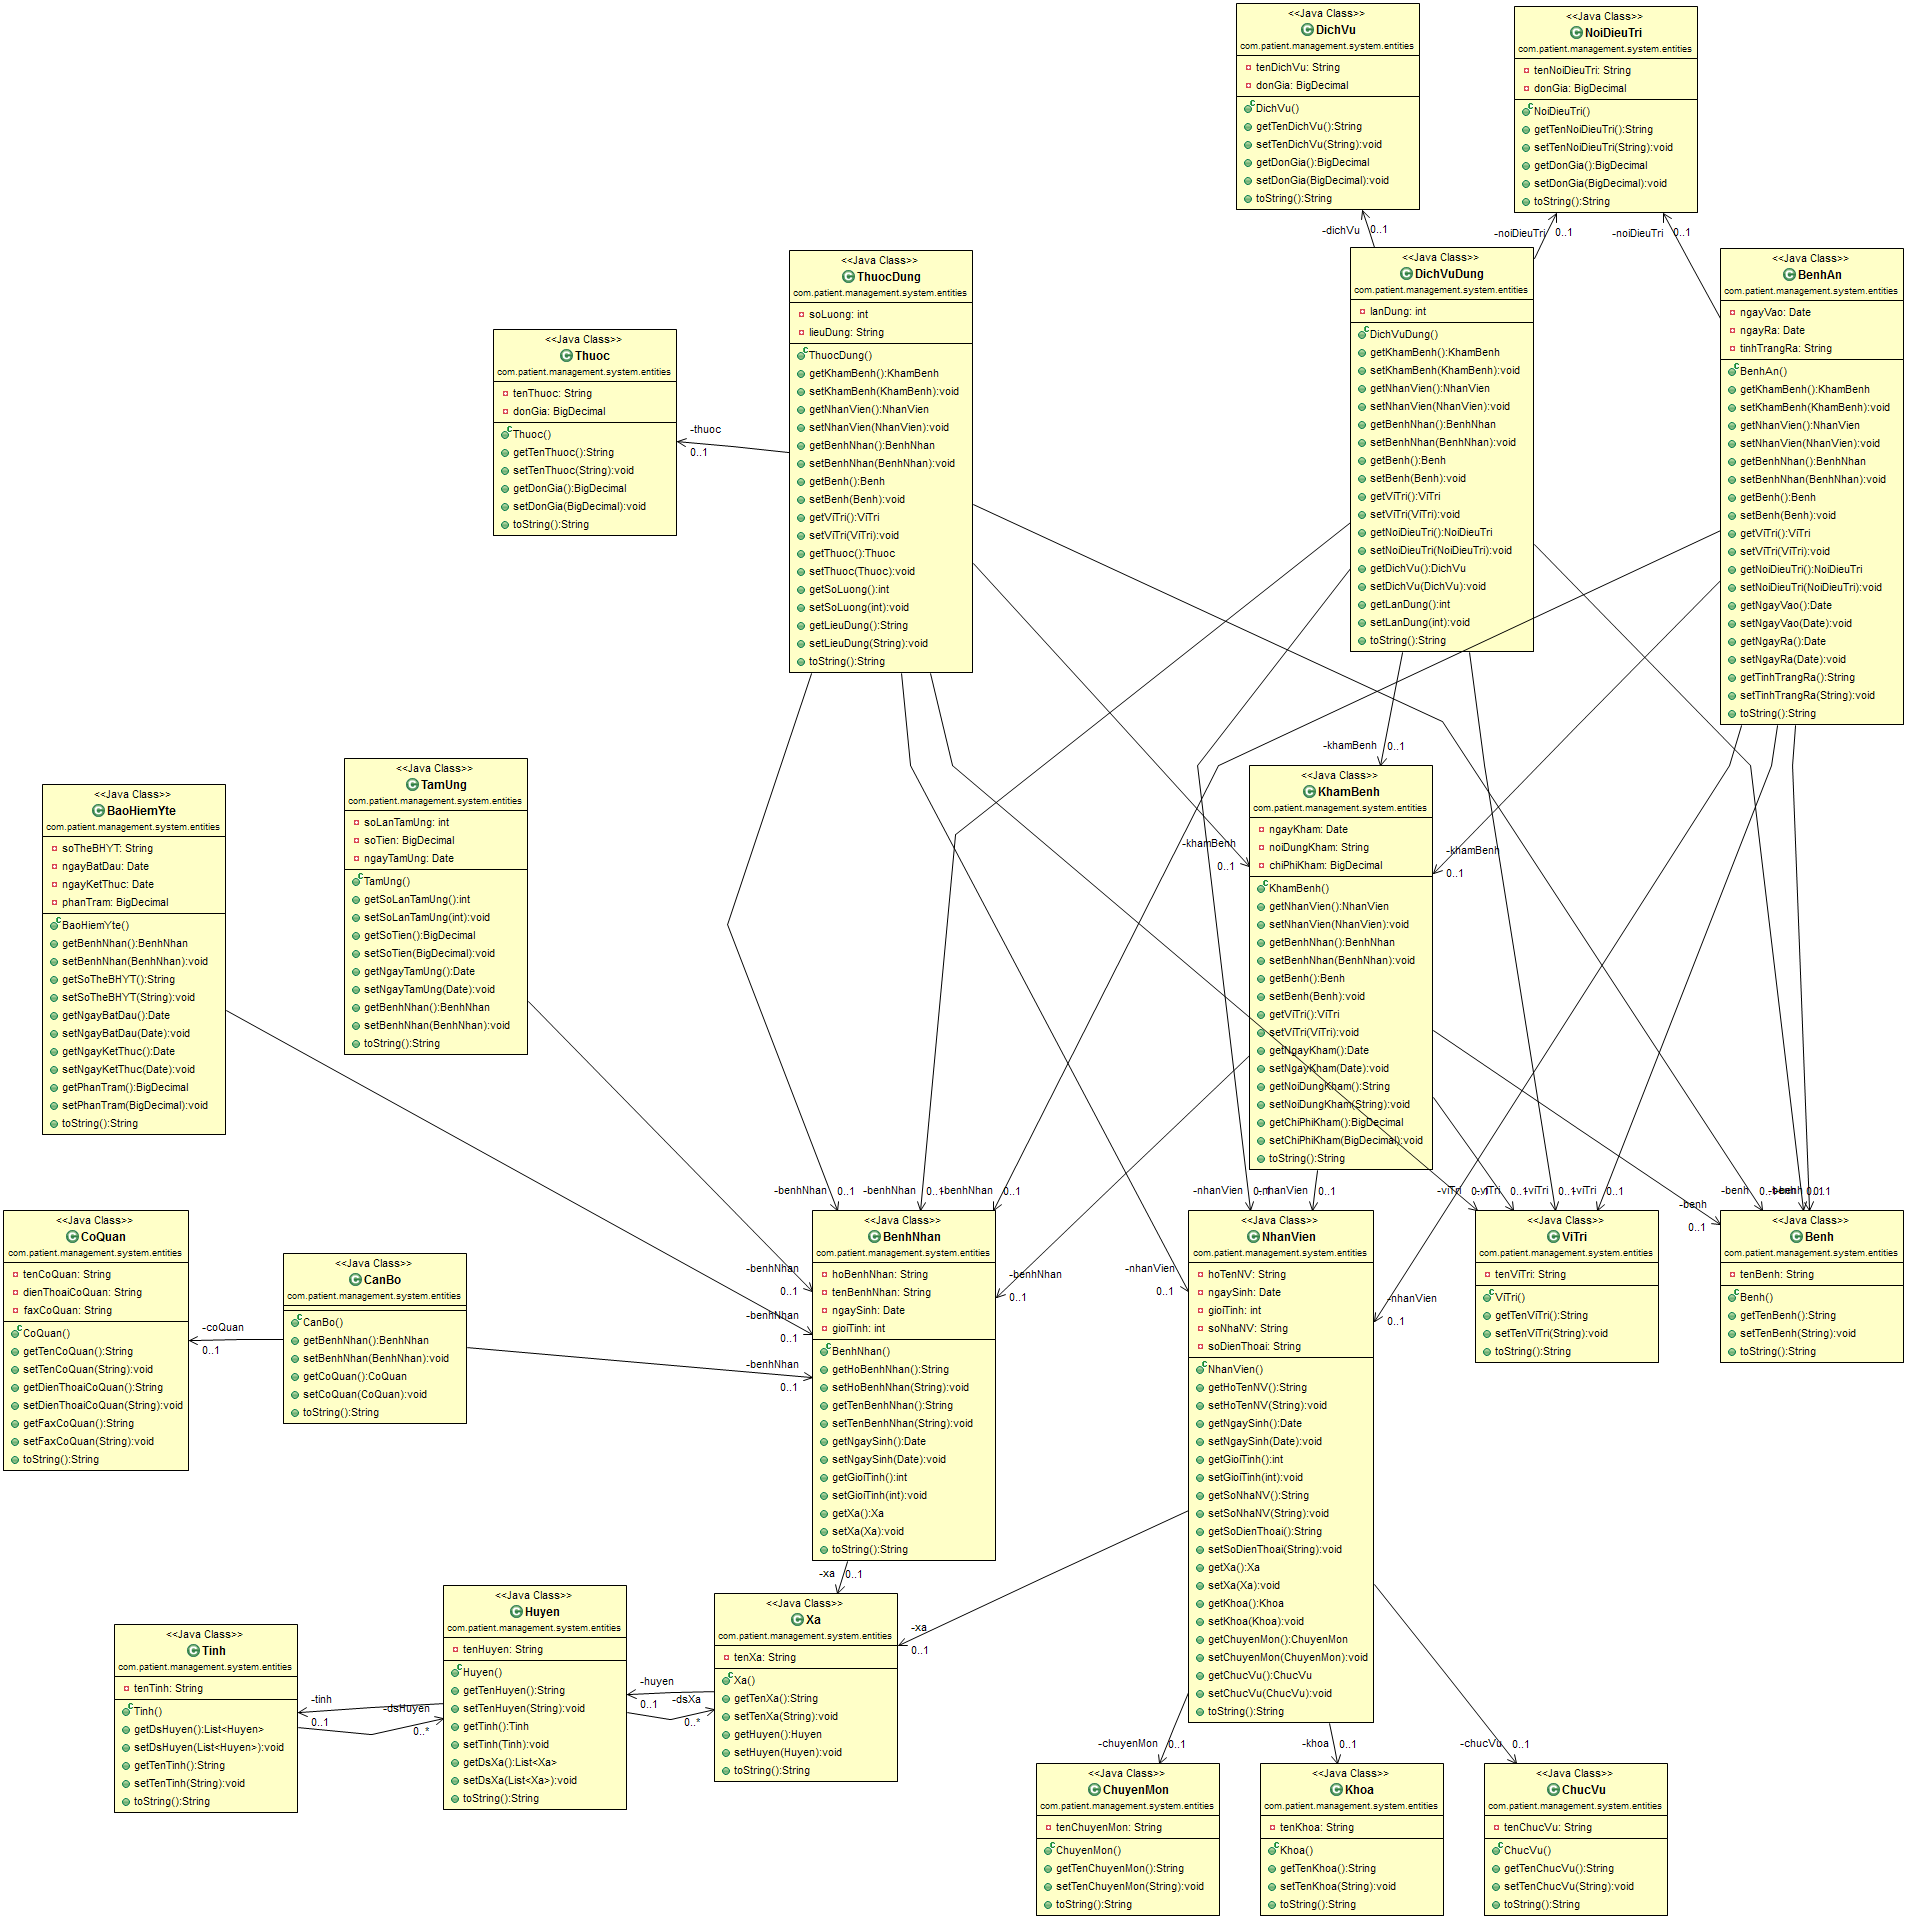 <<Java Class>>
DichVu
com.patient.management.system.entities
tenDichVu: String
donGia: BigDecimal
DichVu()
getTenDichVu():String
setTenDichVu(String):void
getDonGia():BigDecimal
setDonGia(BigDecimal):void
toString():String
<<Java Class>>
NoiDieuTri
com.patient.management.system.entities
tenNoiDieuTri: String
donGia: BigDecimal
NoiDieuTri()
getTenNoiDieuTri():String
setTenNoiDieuTri(String):void
getDonGia():BigDecimal
setDonGia(BigDecimal):void
toString():String
-dichVu 0..1
-noiDieuTri 0..1
-noiDieuTri 0..1
<<Java Class>>
ThuocDung
com.patient.management.system.entities
soLuong: int
lieuDung: String
ThuocDung()
getKhamBenh():KhamBenh
setKhamBenh(KhamBenh):void
getNhanVien():NhanVien
setNhanVien(NhanVien):void
getBenhNhan():BenhNhan
setBenhNhan(BenhNhan):void
getBenh():Benh
setBenh(Benh):void
getViTri():ViTri
setViTri(ViTri):void
getThuoc():Thuoc
setThuoc(Thuoc):void
getSoLuong():int
setSoLuong(int):void
getLieuDung():String
setLieuDung(String):void
toString():String
<<Java Class>>
DichVuDung
com.patient.management.system.entities
lanDung: int
DichVuDung()
getKhamBenh():KhamBenh
setKhamBenh(KhamBenh):void
getNhanVien():NhanVien
setNhanVien(NhanVien):void
getBenhNhan():BenhNhan
setBenhNhan(BenhNhan):void
getBenh():Benh
setBenh(Benh):void
getViTri():ViTri
setViTri(ViTri):void
getNoiDieuTri():NoiDieuTri
setNoiDieuTri(NoiDieuTri):void
getDichVu():DichVu
setDichVu(DichVu):void
getLanDung():int
setLanDung(int):void
toString():String
<<Java Class>>
BenhAn
com.patient.management.system.entities
ngayVao: Date
ngayRa: Date
tinhTrangRa: String
BenhAn()
getKhamBenh():KhamBenh
setKhamBenh(KhamBenh):void
getNhanVien():NhanVien
setNhanVien(NhanVien):void
getBenhNhan():BenhNhan
setBenhNhan(BenhNhan):void
getBenh():Benh
setBenh(Benh):void
getViTri():ViTri
setViTri(ViTri):void
getNoiDieuTri():NoiDieuTri
setNoiDieuTri(NoiDieuTri):void
getNgayVao():Date
setNgayVao(Date):void
getNgayRa():Date
setNgayRa(Date):void
getTinhTrangRa():String
setTinhTrangRa(String):void
toString():String
<<Java Class>>
Thuoc
com.patient.management.system.entities
tenThuoc: String
donGia: BigDecimal
Thuoc()
getTenThuoc():String
setTenThuoc(String):void
getDonGia():BigDecimal
setDonGia(BigDecimal):void
toString():String
-thuoc
0..1
-khamBenh 0..1
-khamBenh
0..1
-khamBenh
0..1
<<Java Class>>
BaoHiemYte
com.patient.management.system.entities
soTheBHYT: String
ngayBatDau: Date
ngayKetThuc: Date
phanTram: BigDecimal
BaoHiemYte()
getBenhNhan():BenhNhan
setBenhNhan(BenhNhan):void
getSoTheBHYT():String
setSoTheBHYT(String):void
getNgayBatDau():Date
setNgayBatDau(Date):void
getNgayKetThuc():Date
setNgayKetThuc(Date):void
getPhanTram():BigDecimal
setPhanTram(BigDecimal):void
toString():String
<<Java Class>>
TamUng
com.patient.management.system.entities
soLanTamUng: int
soTien: BigDecimal
ngayTamUng: Date
TamUng()
getSoLanTamUng():int
setSoLanTamUng(int):void
getSoTien():BigDecimal
setSoTien(BigDecimal):void
getNgayTamUng():Date
setNgayTamUng(Date):void
getBenhNhan():BenhNhan
setBenhNhan(BenhNhan):void
toString():String
<<Java Class>>
KhamBenh
com.patient.management.system.entities
ngayKham: Date
noiDungKham: String
chiPhiKham: BigDecimal
KhamBenh()
getNhanVien():NhanVien
setNhanVien(NhanVien):void
getBenhNhan():BenhNhan
setBenhNhan(BenhNhan):void
getBenh():Benh
setBenh(Benh):void
getViTri():ViTri
setViTri(ViTri):void
getNgayKham():Date
setNgayKham(Date):void
getNoiDungKham():String
setNoiDungKham(String):void
getChiPhiKham():BigDecimal
setChiPhiKham(BigDecimal):void
toString():String
-benhNhan 0..1
-benhNhan 0..1
-benhNhan 0..1
-nhanVien 0..1
-nhanVien 0..1
-viTri 0..1
-viTri 0..1
-viTri 0..1
-viTri 0..1
-benh
0..1
-benh 0..1
-benh 0..1
-benh 0..1
-benhNhan
0..1
-benhNhan
0..1
-benhNhan
0..1
-benhNhan
0..1
-nhanVien
0..1
-nhanVien
0..1
<<Java Class>>
CoQuan
com.patient.management.system.entities
tenCoQuan: String
dienThoaiCoQuan: String
faxCoQuan: String
CoQuan()
getTenCoQuan():String
setTenCoQuan(String):void
getDienThoaiCoQuan():String
setDienThoaiCoQuan(String):void
getFaxCoQuan():String
setFaxCoQuan(String):void
toString():String
-coQuan
0..1
<<Java Class>>
CanBo
com.patient.management.system.entities
CanBo()
getBenhNhan():BenhNhan
setBenhNhan(BenhNhan):void
getCoQuan():CoQuan
setCoQuan(CoQuan):void
toString():String
<<Java Class>>
BenhNhan
com.patient.management.system.entities
hoBenhNhan: String
tenBenhNhan: String
ngaySinh: Date
gioiTinh: int
BenhNhan()
getHoBenhNhan():String
setHoBenhNhan(String):void
getTenBenhNhan():String
setTenBenhNhan(String):void
getNgaySinh():Date
setNgaySinh(Date):void
getGioiTinh():int
setGioiTinh(int):void
getXa():Xa
setXa(Xa):void
toString():String
<<Java Class>>
NhanVien
com.patient.management.system.entities
hoTenNV: String
ngaySinh: Date
gioiTinh: int
soNhaNV: String
soDienThoai: String
NhanVien()
getHoTenNV():String
setHoTenNV(String):void
getNgaySinh():Date
setNgaySinh(Date):void
getGioiTinh():int
setGioiTinh(int):void
getSoNhaNV():String
setSoNhaNV(String):void
getSoDienThoai():String
setSoDienThoai(String):void
getXa():Xa
setXa(Xa):void
getKhoa():Khoa
setKhoa(Khoa):void
getChuyenMon():ChuyenMon
setChuyenMon(ChuyenMon):void
getChucVu():ChucVu
setChucVu(ChucVu):void
toString():String
<<Java Class>>
ViTri
com.patient.management.system.entities
tenViTri: String
ViTri()
getTenViTri():String
setTenViTri(String):void
toString():String
<<Java Class>>
Benh
com.patient.management.system.entities
tenBenh: String
Benh()
getTenBenh():String
setTenBenh(String):void
toString():String
-xa 0..1
-xa
0..1
<<Java Class>>
Tinh
com.patient.management.system.entities
tenTinh: String
Tinh()
getDsHuyen():List<Huyen>
setDsHuyen(List<Huyen>):void
getTenTinh():String
setTenTinh(String):void
toString():String
-tinh
0..1
-dsHuyen
0..*
<<Java Class>>
Huyen
com.patient.management.system.entities
tenHuyen: String
Huyen()
getTenHuyen():String
setTenHuyen(String):void
getTinh():Tinh
setTinh(Tinh):void
getDsXa():List<Xa>
setDsXa(List<Xa>):void
toString():String
-huyen
0..1
-dsXa
0..*
<<Java Class>>
Xa
com.patient.management.system.entities
tenXa: String
Xa()
getTenXa():String
setTenXa(String):void
getHuyen():Huyen
setHuyen(Huyen):void
toString():String
-chuyenMon 0..1
-khoa 0..1
-chucVu 0..1
<<Java Class>>
ChuyenMon
com.patient.management.system.entities
tenChuyenMon: String
ChuyenMon()
getTenChuyenMon():String
setTenChuyenMon(String):void
toString():String
<<Java Class>>
Khoa
com.patient.management.system.entities
tenKhoa: String
Khoa()
getTenKhoa():String
setTenKhoa(String):void
toString():String
<<Java Class>>
ChucVu
com.patient.management.system.entities
tenChucVu: String
ChucVu()
getTenChucVu():String
setTenChucVu(String):void
toString():String